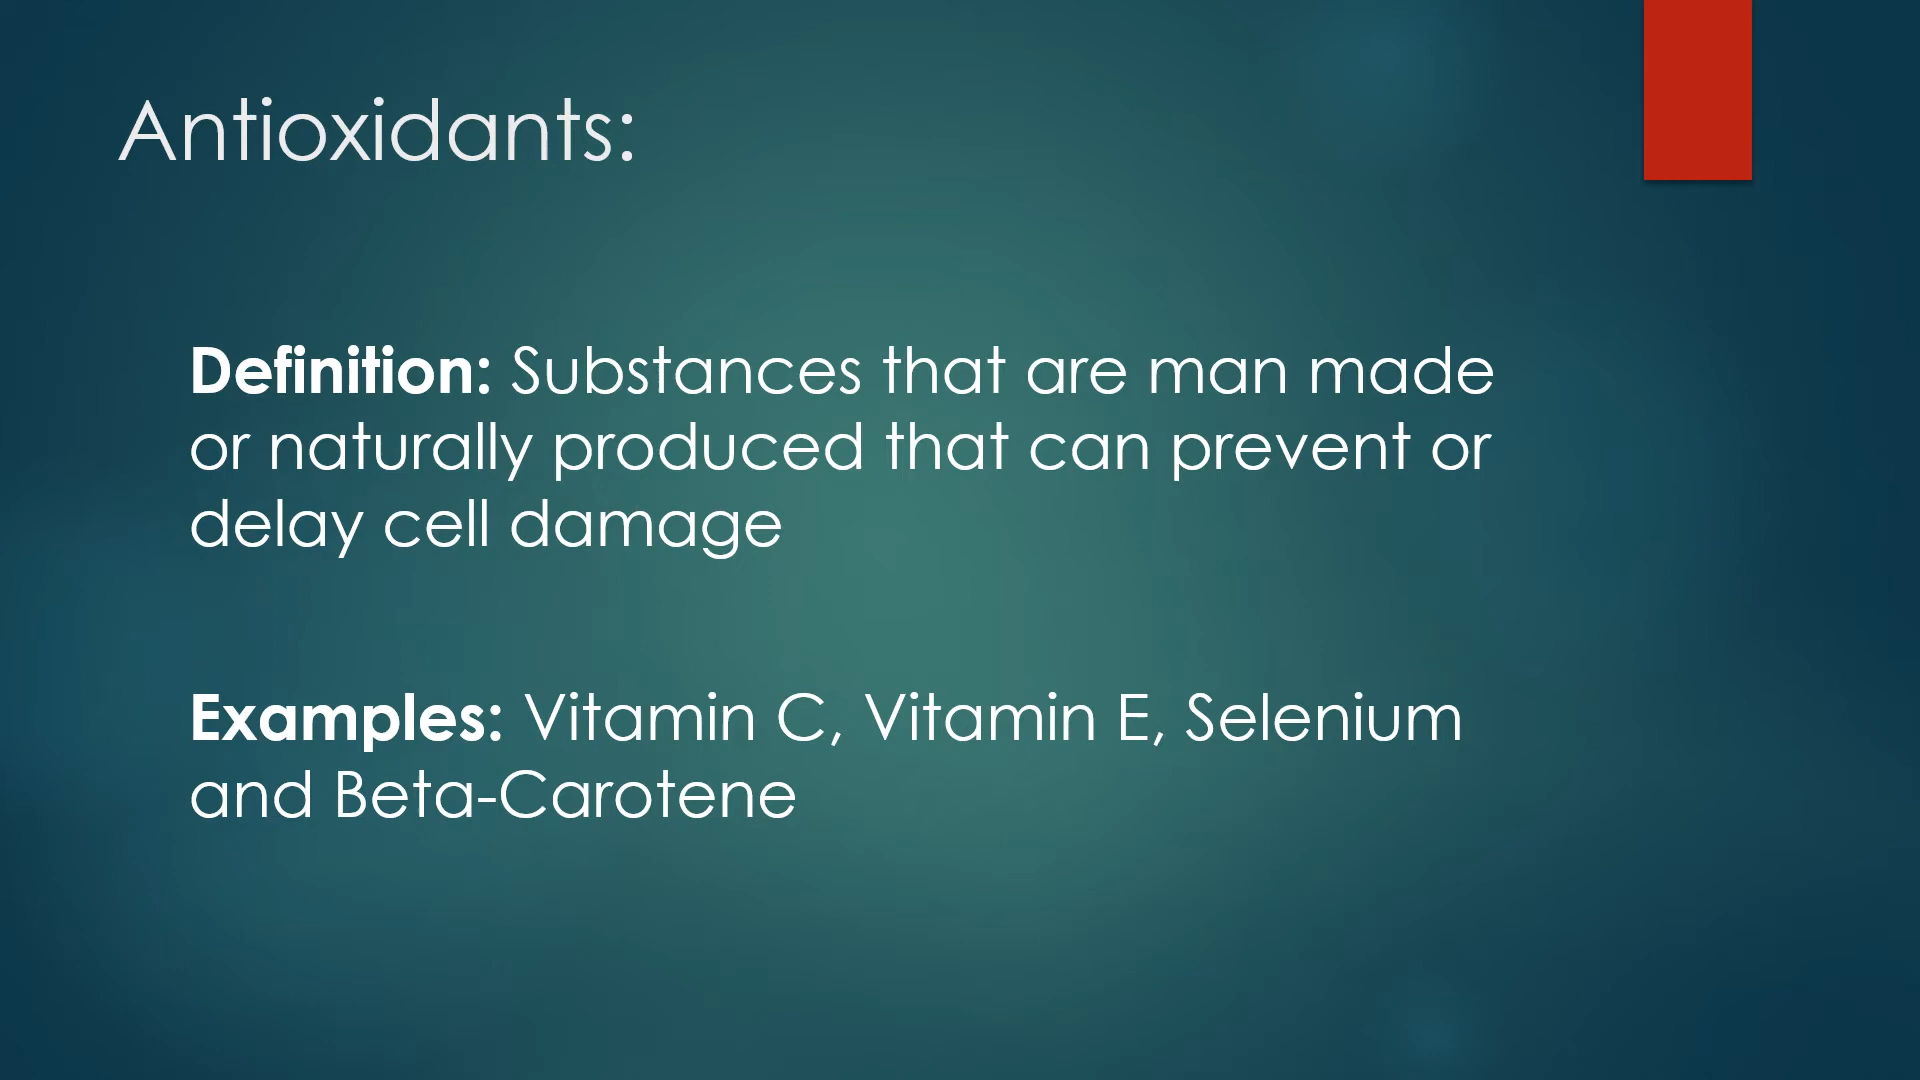 Antioxidants:
Definition: Substances that are man made
or naturally produced that can prevent or
delay cell damage
Examples: Vitamin C, Vitamin E, Selenium
and Beta-Carotene